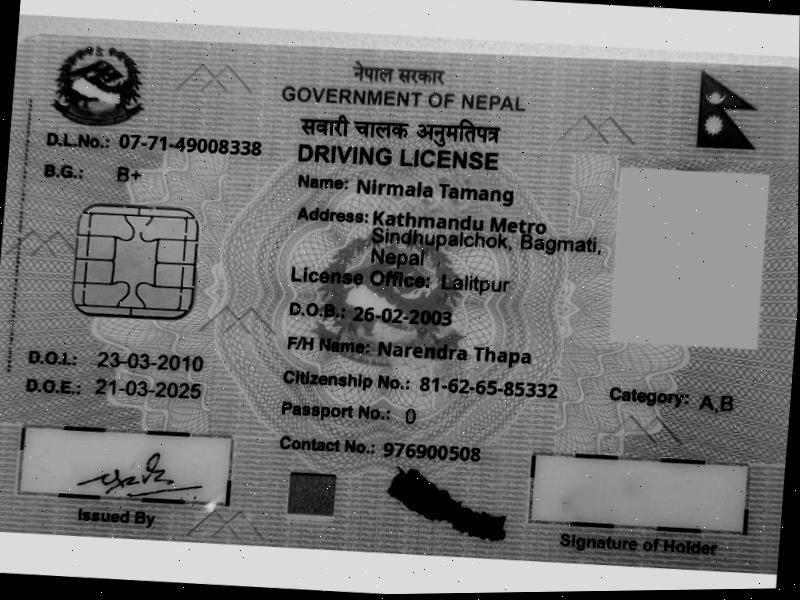 नेपाल सरकार
GOVERNMENT OF NEPAL
सवारी चालक अनुमतिपत्र
DRIVING LICENSE
D.L.No.: 07-71-49008338
B.G.: B+
Name: Nirmala Tamang
Address: Kathmandu Metro
Sindhupalchok, Bagmati,
Nepal
License Office: Lalitpur
D.O.B.: 26-02-2003
F/H Name: Narendra Thapa
D.O.I.: 23-03-2010
D.O.E.: 21-03-2025
Citizenship No.: 81-62-65-85332
Category: A,B
Passport No.: 0
Contact No.: 976900508
Issued By
Signature of Holder